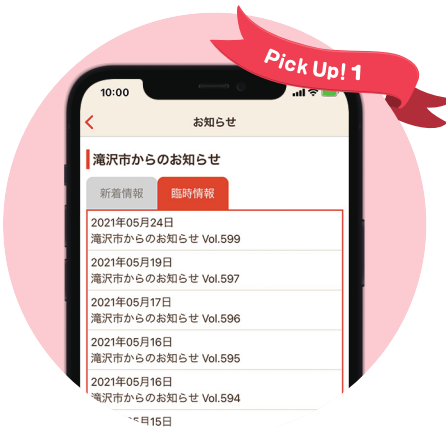 Pick Up! 1
10:00
お知らせ
滝沢市からのお知らせ
新着情報
臨時情報
2021年05月24日
滝沢市からのお知らせ Vol.599
2021年05月19日
滝沢市からのお知らせ Vol.597
2021年05月17日
滝沢市からのお知らせ Vol.596
2021年05月16日
滝沢市からのお知らせ Vol.595
2021年05月16日
滝沢市からのお知らせ Vol.594
月15日